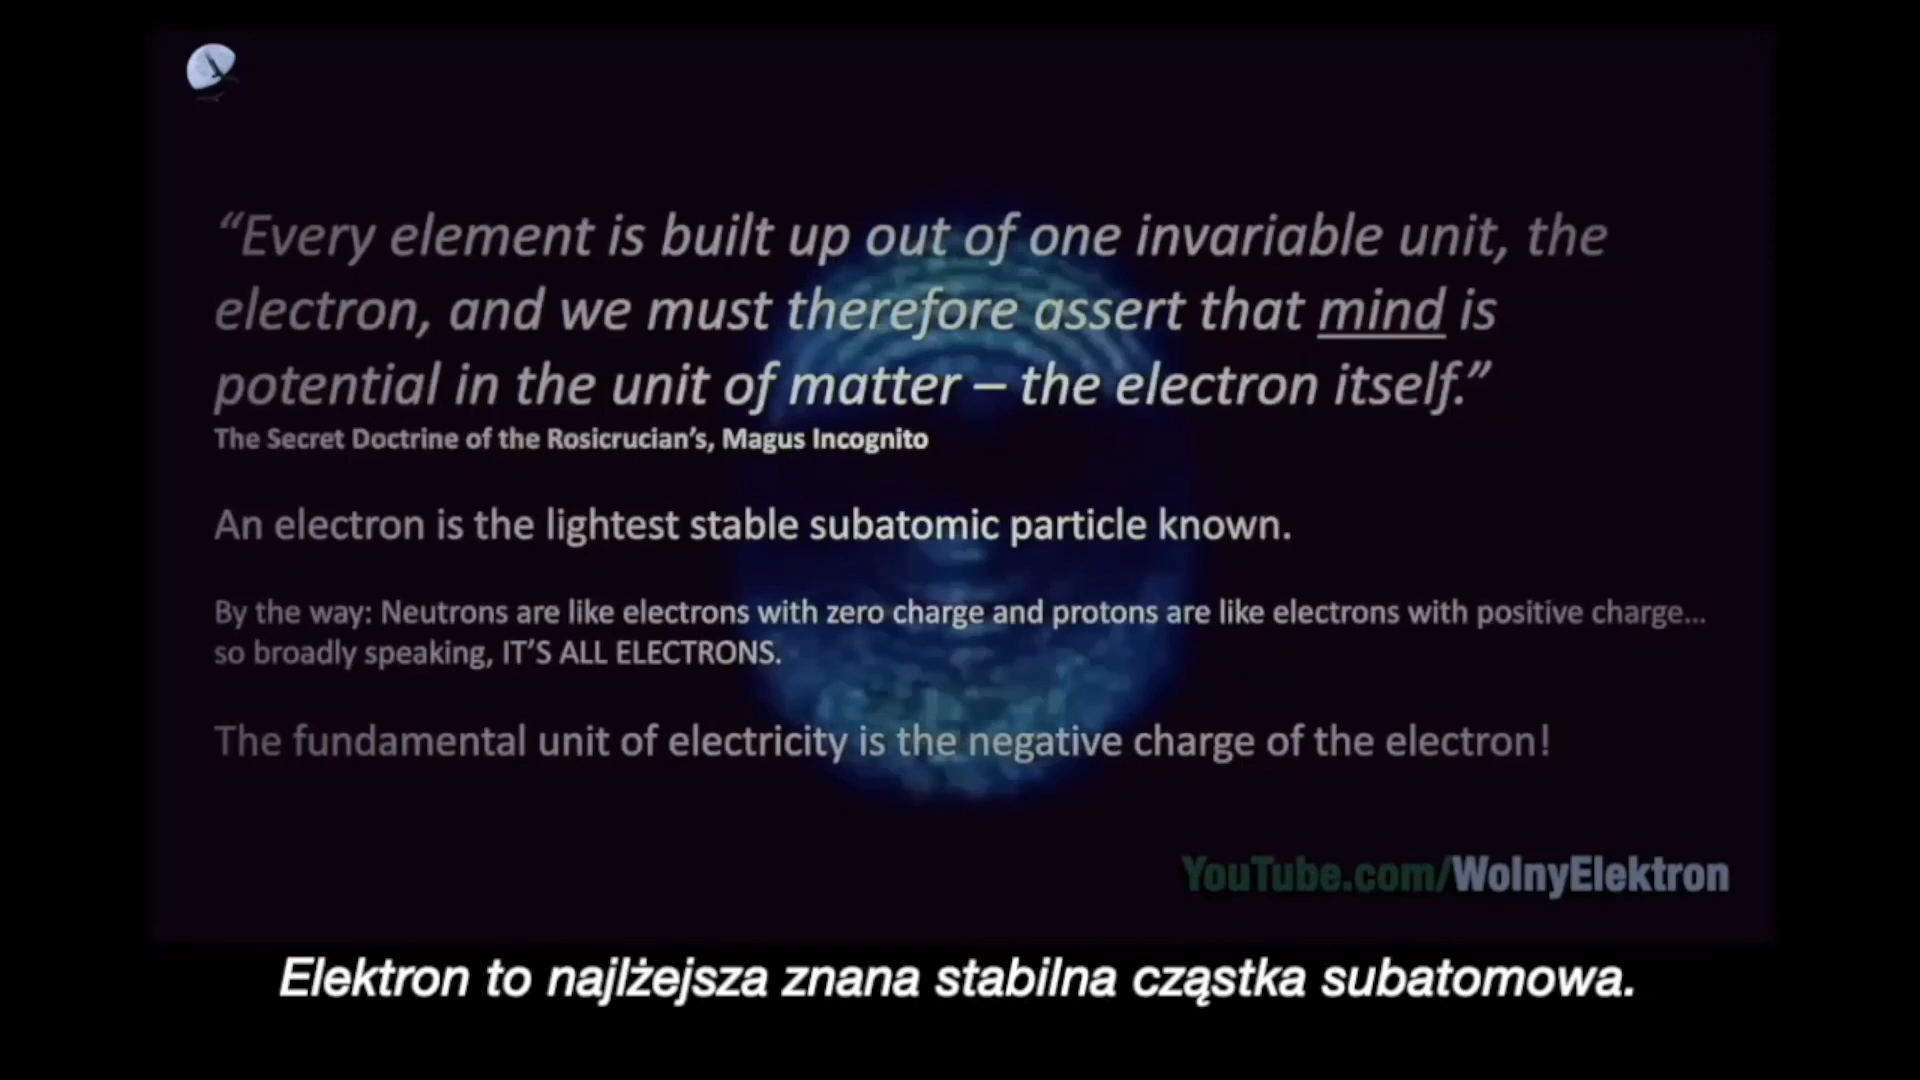 “Every element is built up out of one invariable unit, the
electron, and we must therefore assert that mind is
potential in the unit of matter – the electron itself.”
The Secret Doctrine of the Rosicrucian’s, Magus Incognito
An electron is the lightest stable subatomic particle known.
By the way: Neutrons are like electrons with zero charge and protons are like electrons with positive charge...
so broadly speaking, IT’S ALL ELECTRONS.
The fundamental unit of electricity is the negative charge of the electron!
YouTube.com/WolnyElektron
Elektron to najlżejsza znana stabilna cząstka subatomowa.